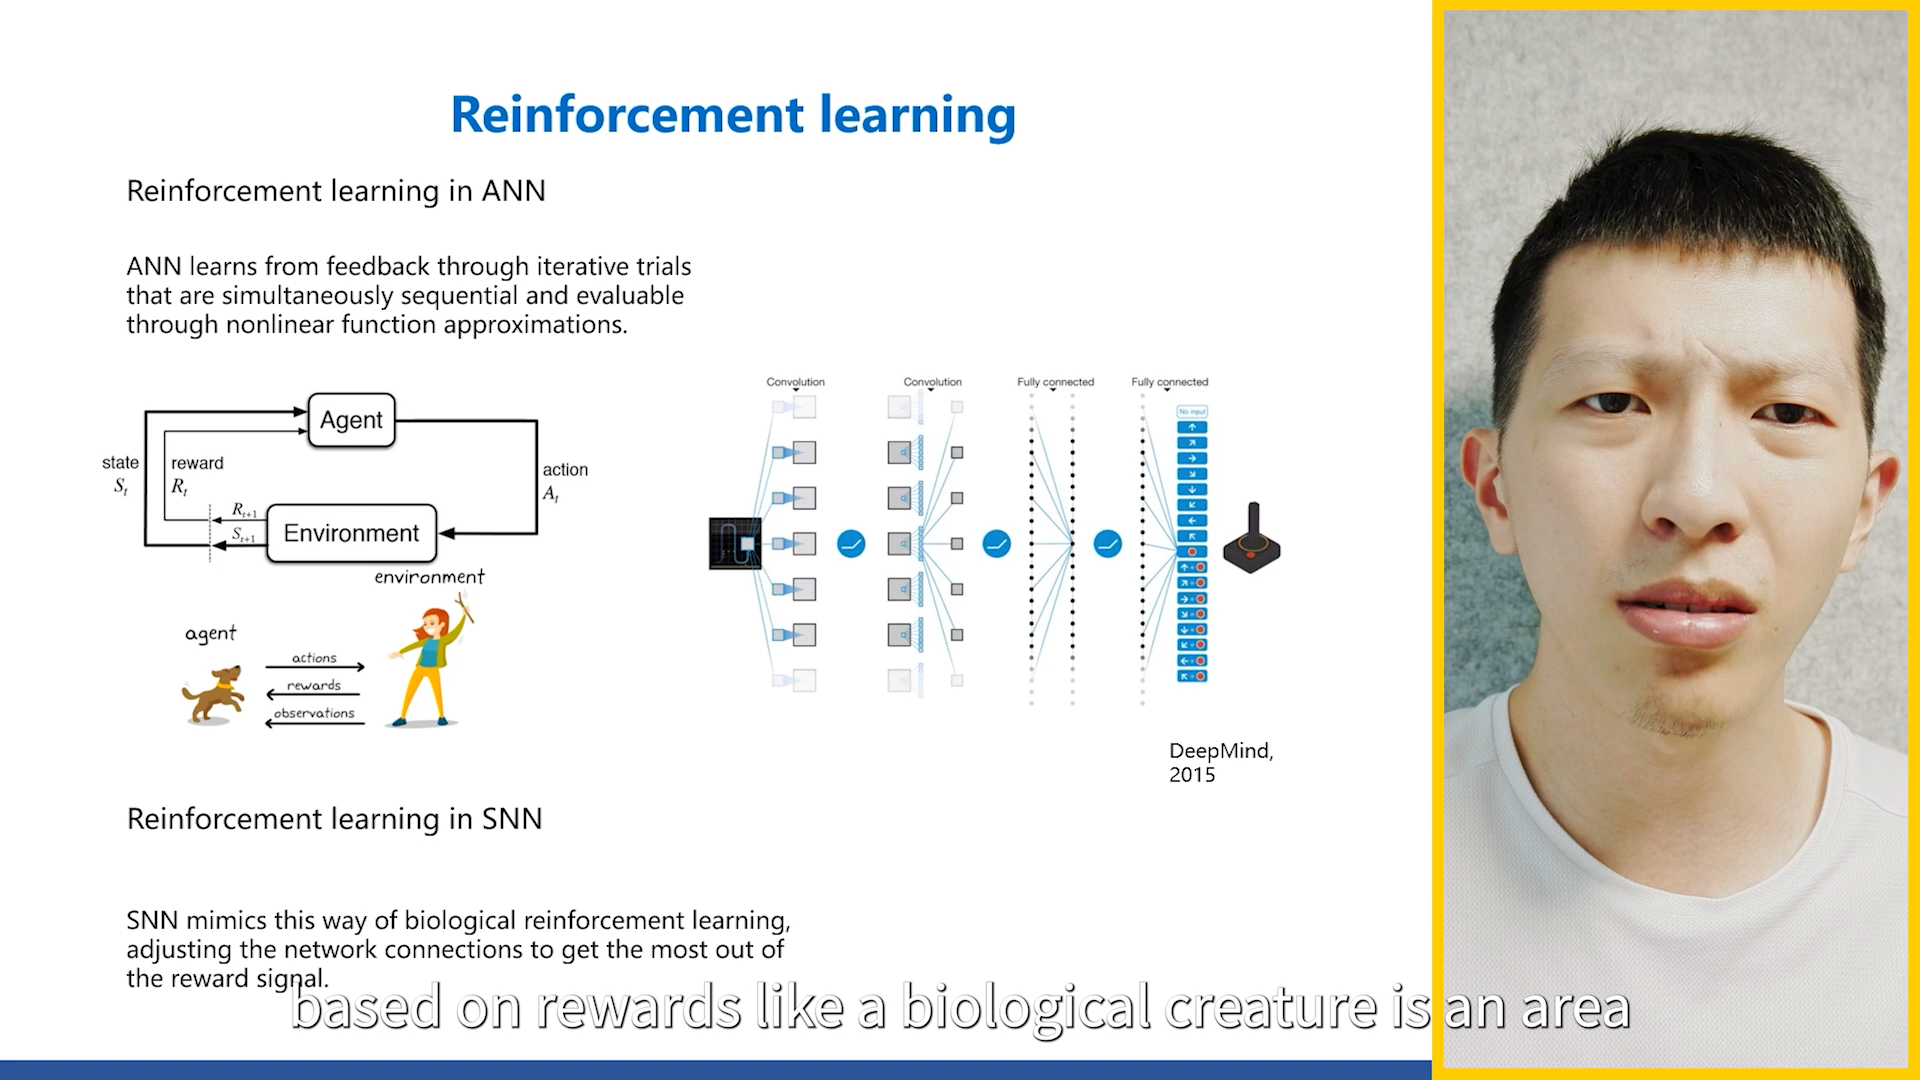 Reinforcement learning
Reinforcement learning in ANN
ANN learns from feedback through iterative trials
that are simultaneously sequential and evaluable
through nonlinear function approximations.
Agent
state
S_t
reward
R_t
action
A_t
R_t+1
S_t+1
Environment
environment
agent
actions
rewards
observations
Convolution
Convolution
Fully connected
Fully connected
No input
DeepMind,
2015
Reinforcement learning in SNN
SNN mimics this way of biological reinforcement learning,
adjusting the network connections to get the most out of
the reward signal.
based on rewards like a biological creature is an area